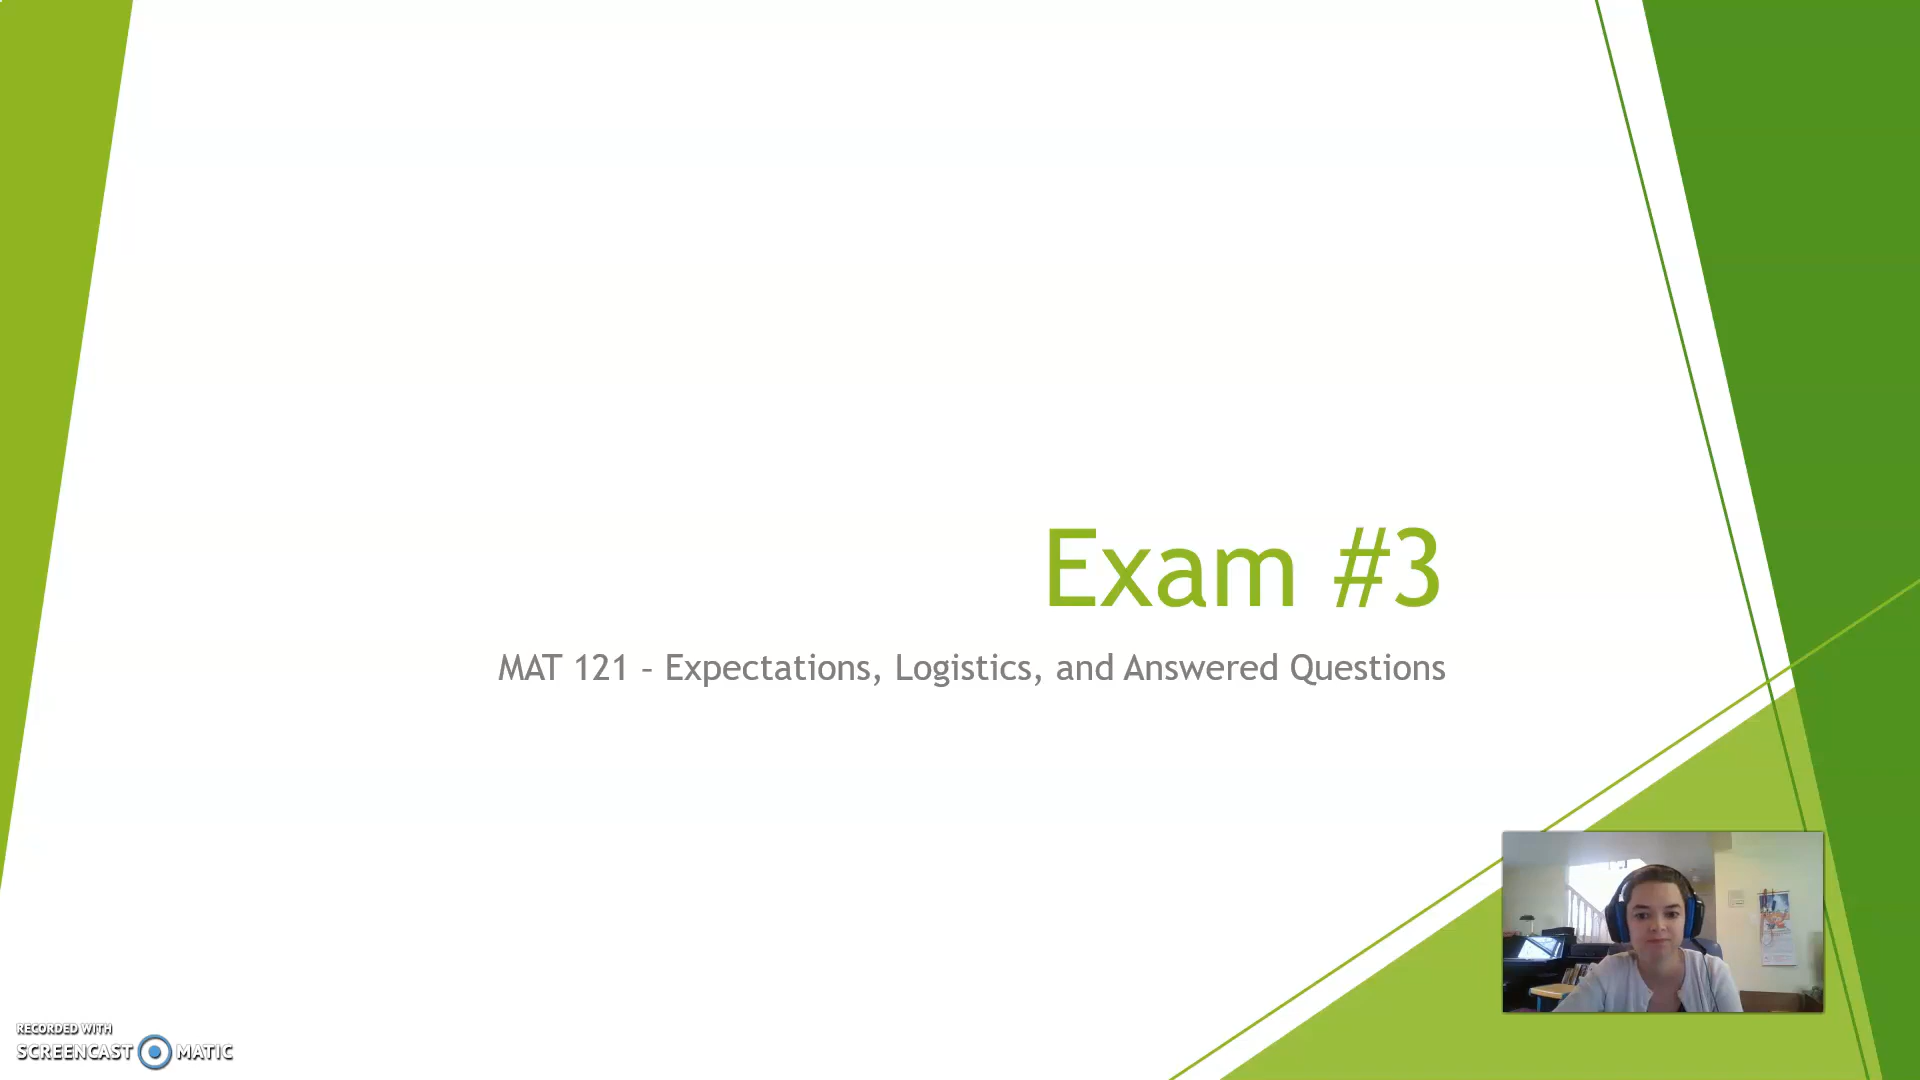 Exam #3
MAT 121 – Expectations, Logistics, and Answered Questions
RECORDED WITH
SCREENCAST MATIC